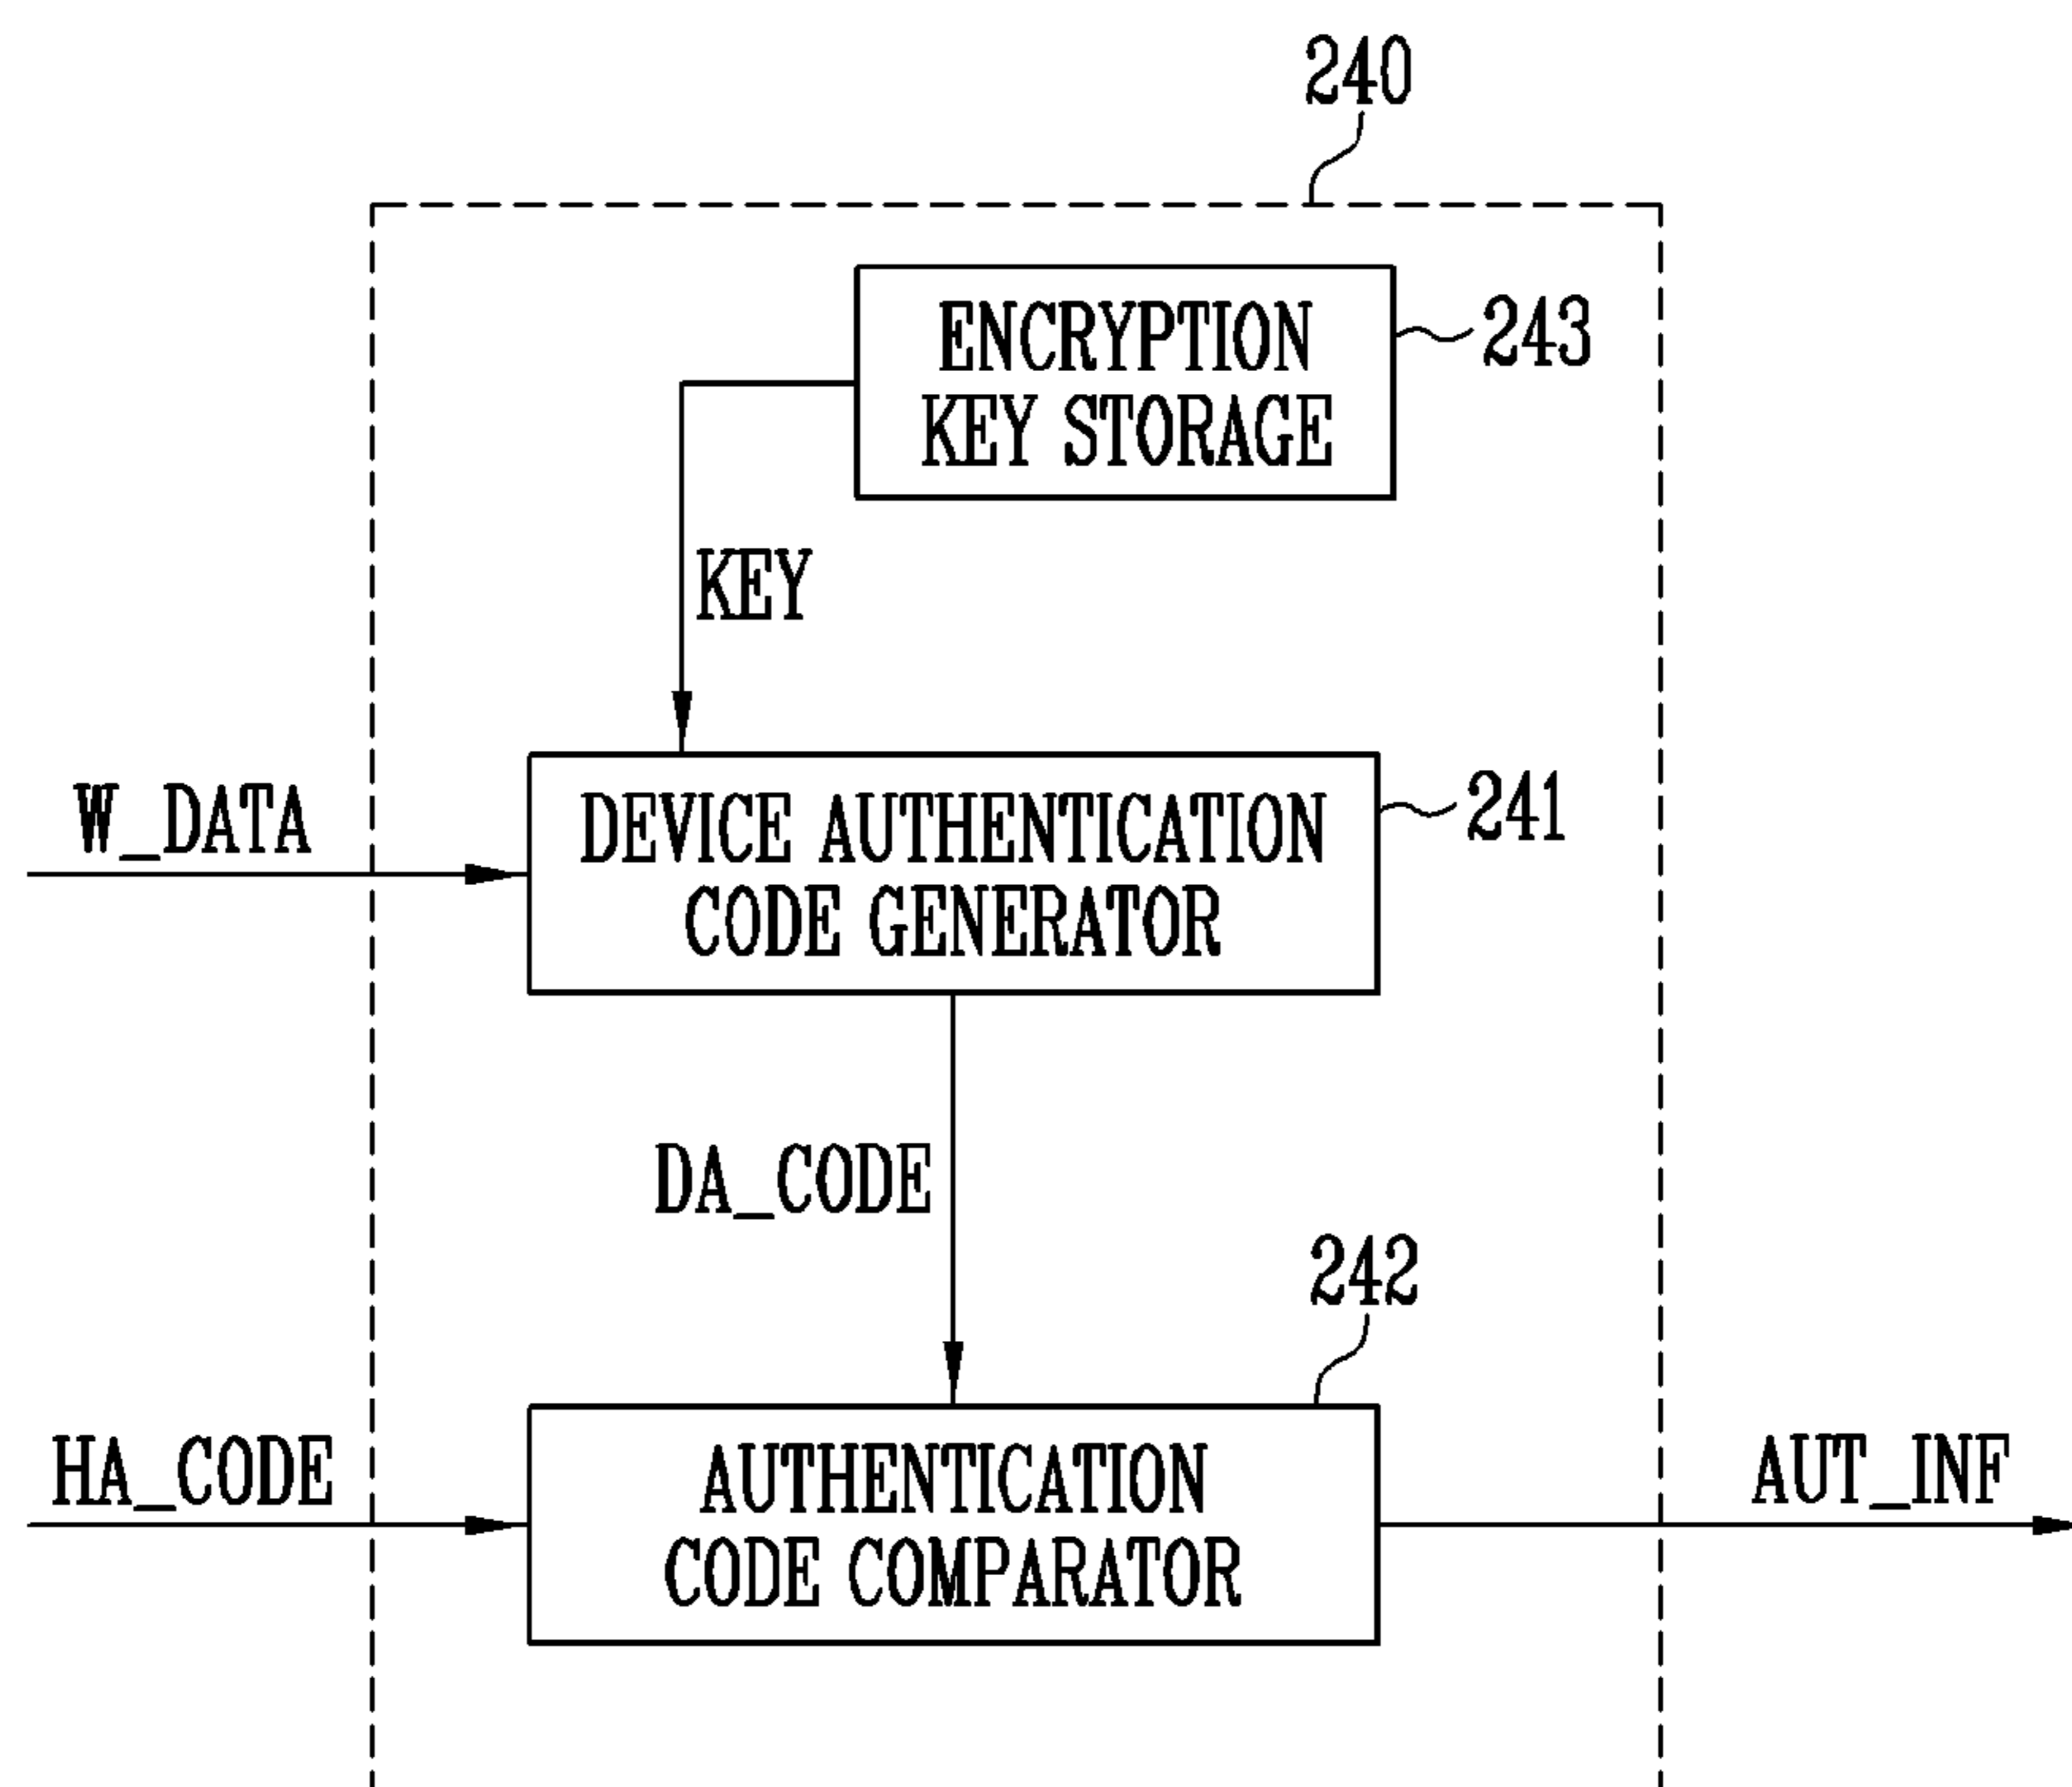 240
ENCRYPTION
KEY STORAGE
243
KEY
W_DATA
DEVICE AUTHENTICATION
CODE GENERATOR
241
DA_CODE
242
HA_CODE
AUTHENTICATION
CODE COMPARATOR
AUT_INF